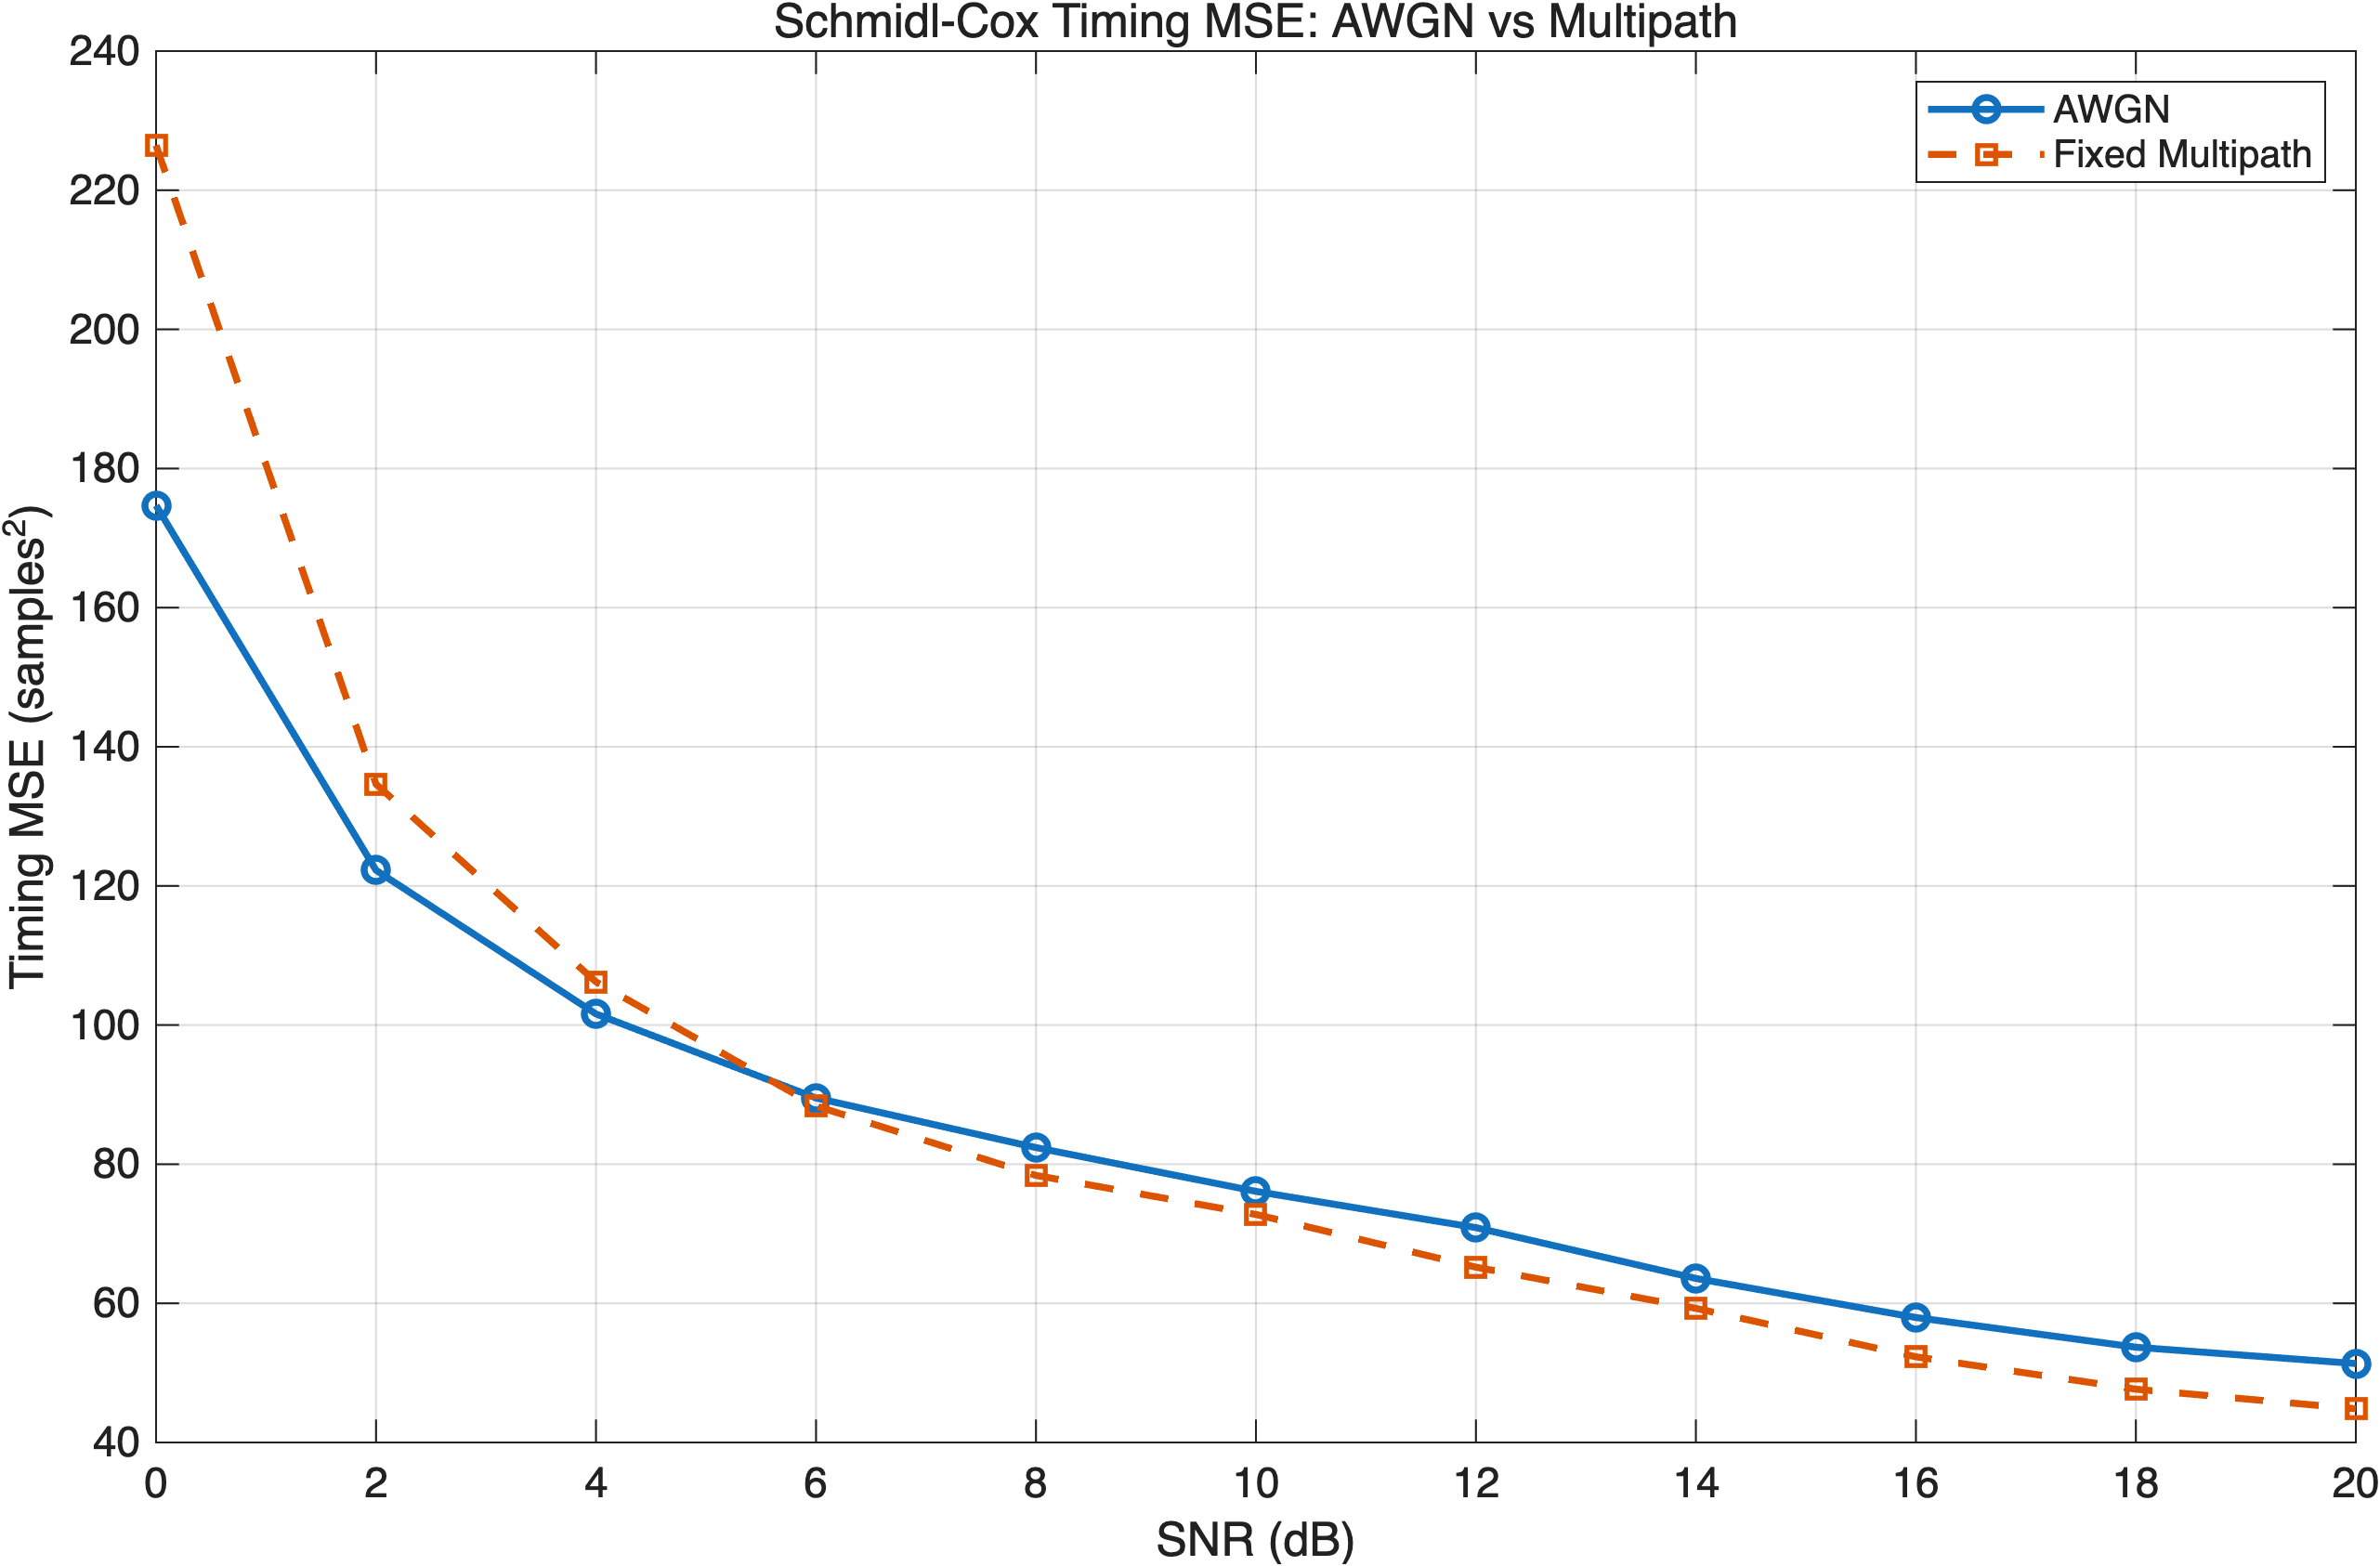 Schmidl-Cox Timing MSE: AWGN vs Multipath
AWGN
Fixed Multipath
Timing MSE (samples²)
240
220
200
180
160
140
120
100
80
60
40
0 2 4 6 8 10 12 14 16 18 20
SNR (dB)